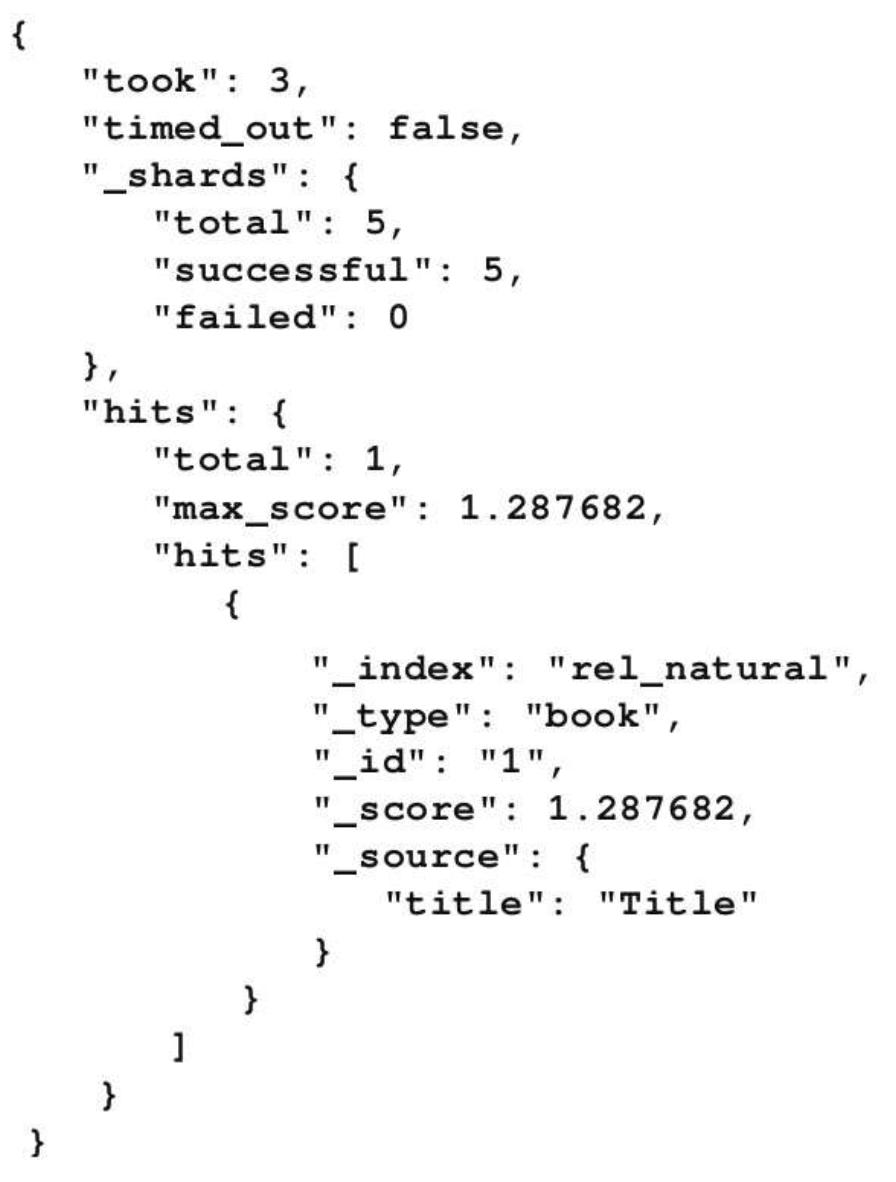 {
"took": 3,
"timed_out": false,
"_shards": {
"total": 5,
"successful": 5,
"failed": 0
},
"hits": {
"total": 1,
"max_score": 1.287682,
"hits": [
{
"_index": "rel_natural",
"_type": "book",
"_id": "1",
"_score": 1.287682,
"_source": {
"title": "Title"
}
}
]
}
}